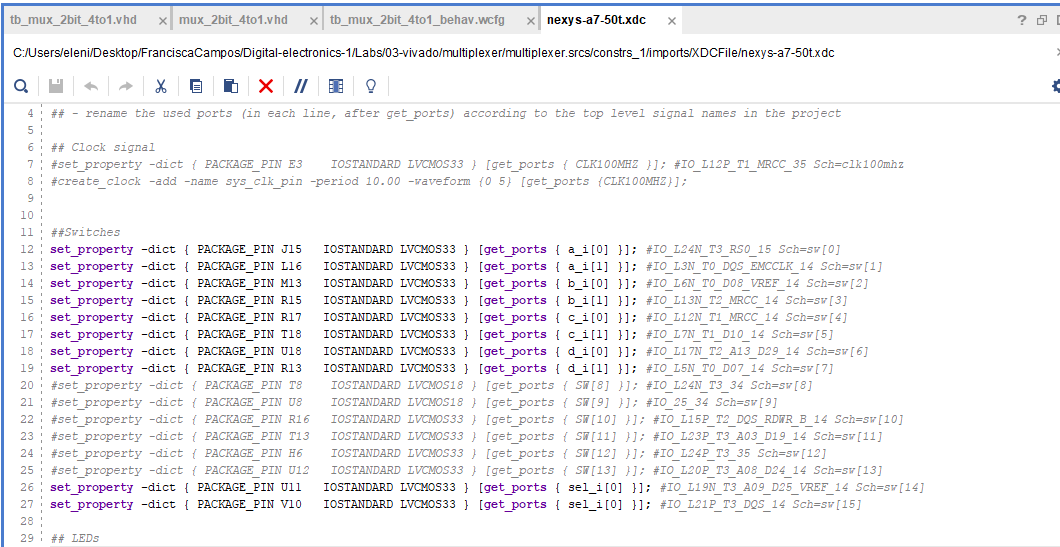 tb_mux_2bit_4to1.vhd × mux_2bit_4to1.vhd × tb_mux_2bit_4to1_behav.wcfg × nexys-a7-50t.xdc × ?
C:/Users/eleni/Desktop/FranciscaCampos/Digital-electronics-1/Labs/03-vivado/multiplexer/multiplexer.srcs/constrs_1/imports/XDCFile/nexys-a7-50t.xdc
4 ## - rename the used ports (in each line, after get_ports) according to the top level signal names in the project
5
6 ## Clock signal
7 #set_property -dict { PACKAGE_PIN E3    IOSTANDARD LVCMOS33 } [get_ports { CLK100MHZ }]; #IO_L12P_T1_MRCC_35 Sch=clk100mhz
8 #create_clock -add -name sys_clk_pin -period 10.00 -waveform {0 5} [get_ports {CLK100MHZ}];
9
10
11 ##Switches
12 set_property -dict { PACKAGE_PIN J15   IOSTANDARD LVCMOS33 } [get_ports { a_i[0] }]; #IO_L24N_T3_RS0_15 Sch=sw[0]
13 set_property -dict { PACKAGE_PIN L16   IOSTANDARD LVCMOS33 } [get_ports { a_i[1] }]; #IO_L3N_T0_DQS_EMCCLK_14 Sch=sw[1]
14 set_property -dict { PACKAGE_PIN M13   IOSTANDARD LVCMOS33 } [get_ports { b_i[0] }]; #IO_L6N_T0_D08_VREF_14 Sch=sw[2]
15 set_property -dict { PACKAGE_PIN R15   IOSTANDARD LVCMOS33 } [get_ports { b_i[1] }]; #IO_L13N_T2_MRCC_14 Sch=sw[3]
16 set_property -dict { PACKAGE_PIN R17   IOSTANDARD LVCMOS33 } [get_ports { c_i[0] }]; #IO_L12N_T1_MRCC_14 Sch=sw[4]
17 set_property -dict { PACKAGE_PIN T18   IOSTANDARD LVCMOS33 } [get_ports { c_i[1] }]; #IO_L7N_T1_D10_14 Sch=sw[5]
18 set_property -dict { PACKAGE_PIN U18   IOSTANDARD LVCMOS33 } [get_ports { d_i[0] }]; #IO_L17N_T2_A13_D29_14 Sch=sw[6]
19 set_property -dict { PACKAGE_PIN R13   IOSTANDARD LVCMOS33 } [get_ports { d_i[1] }]; #IO_L5N_T0_D07_14 Sch=sw[7]
20 #set_property -dict { PACKAGE_PIN T8    IOSTANDARD LVCMOS18 } [get_ports { SW[8] }]; #IO_L24N_T3_34 Sch=sw[8]
21 #set_property -dict { PACKAGE_PIN U8    IOSTANDARD LVCMOS18 } [get_ports { SW[9] }]; #IO_25_34 Sch=sw[9]
22 #set_property -dict { PACKAGE_PIN R16   IOSTANDARD LVCMOS33 } [get_ports { SW[10] }]; #IO_L15P_T2_DQS_RDWR_B_14 Sch=sw[10]
23 #set_property -dict { PACKAGE_PIN T13   IOSTANDARD LVCMOS33 } [get_ports { SW[11] }]; #IO_L23P_T3_A03_D19_14 Sch=sw[11]
24 #set_property -dict { PACKAGE_PIN H6    IOSTANDARD LVCMOS33 } [get_ports { SW[12] }]; #IO_L24P_T3_35 Sch=sw[12]
25 #set_property -dict { PACKAGE_PIN U12   IOSTANDARD LVCMOS33 } [get_ports { SW[13] }]; #IO_L20P_T3_A08_D24_14 Sch=sw[13]
26 set_property -dict { PACKAGE_PIN U11   IOSTANDARD LVCMOS33 } [get_ports { sel_i[0] }]; #IO_L19N_T3_A09_D25_VREF_14 Sch=sw[14]
27 set_property -dict { PACKAGE_PIN V10   IOSTANDARD LVCMOS33 } [get_ports { sel_i[0] }]; #IO_L21P_T3_DQS_14 Sch=sw[15]
28
29 ## LEDs